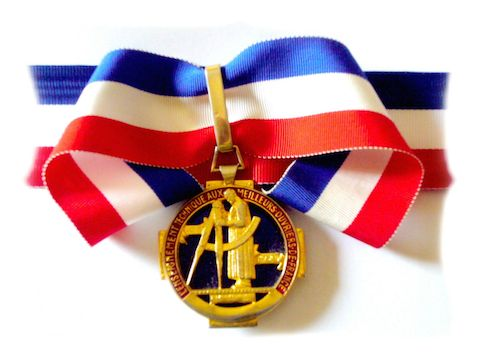 L'ENSEIGNEMENT TECHNIQUE AUX MEILLEURS OUVRIERS DE FRANCE